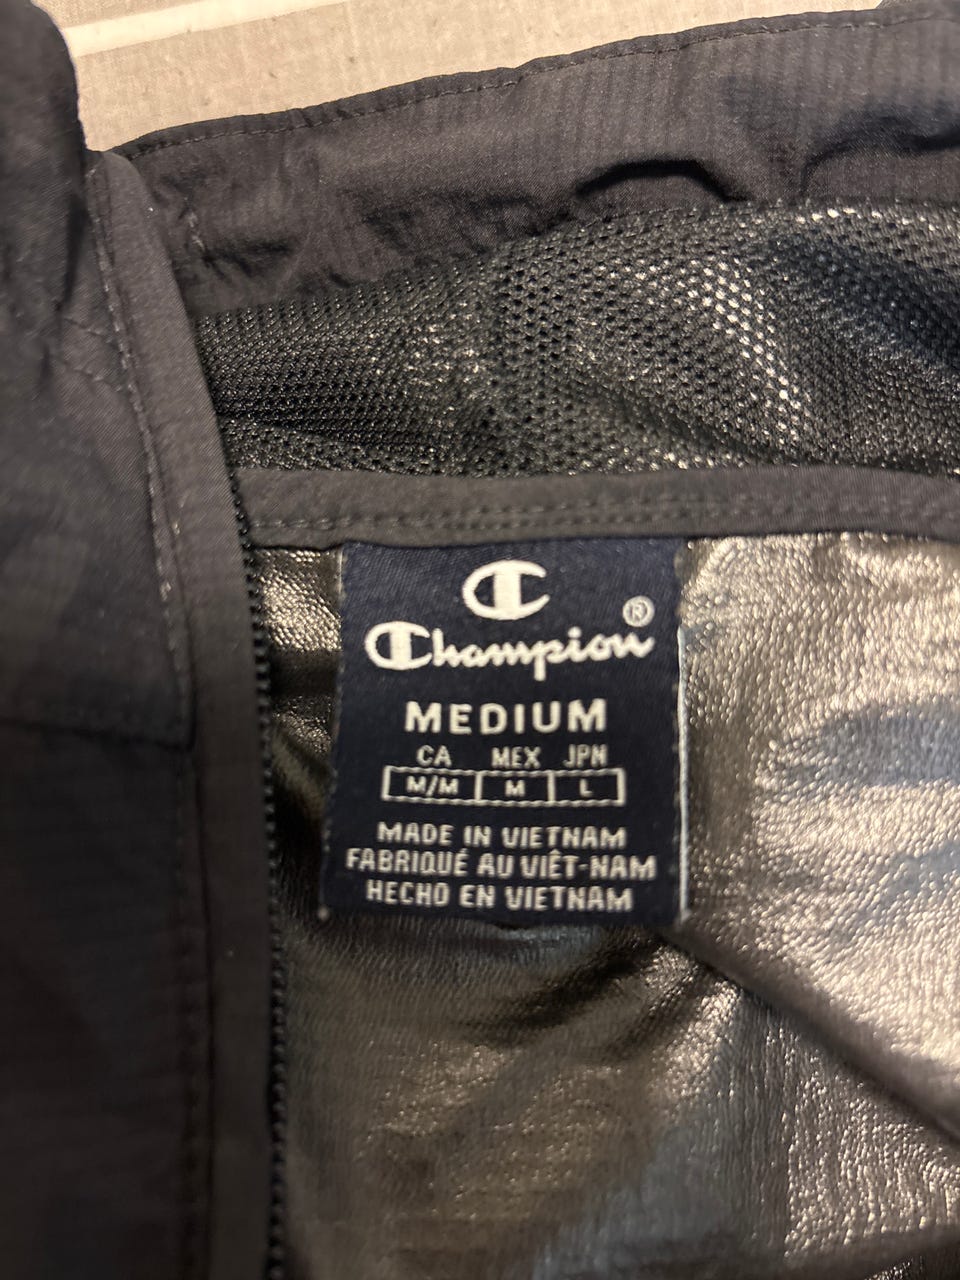 C
Champion®
MEDIUM
CA MEX JPN
M/M M L
MADE IN VIETNAM
FABRIQUÉ AU VIÊT-NAM
HECHO EN VIETNAM